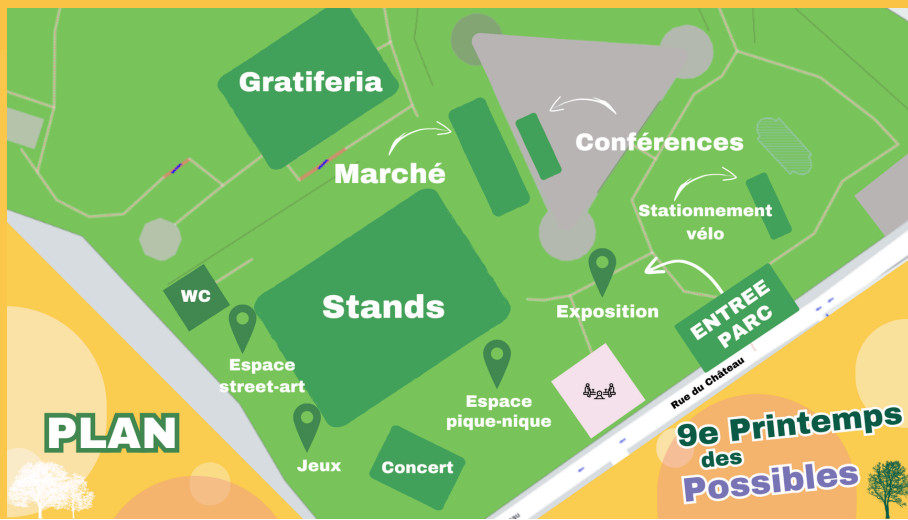 Gratiferia
Conférences
Marché
Stationnement
vélo
WC
Stands
Exposition
ENTREE
PARC
Espace
street-art
Espace
pique-nique
Rue du Château
Jeux
Concert
PLAN
9e Printemps
des
Possibles